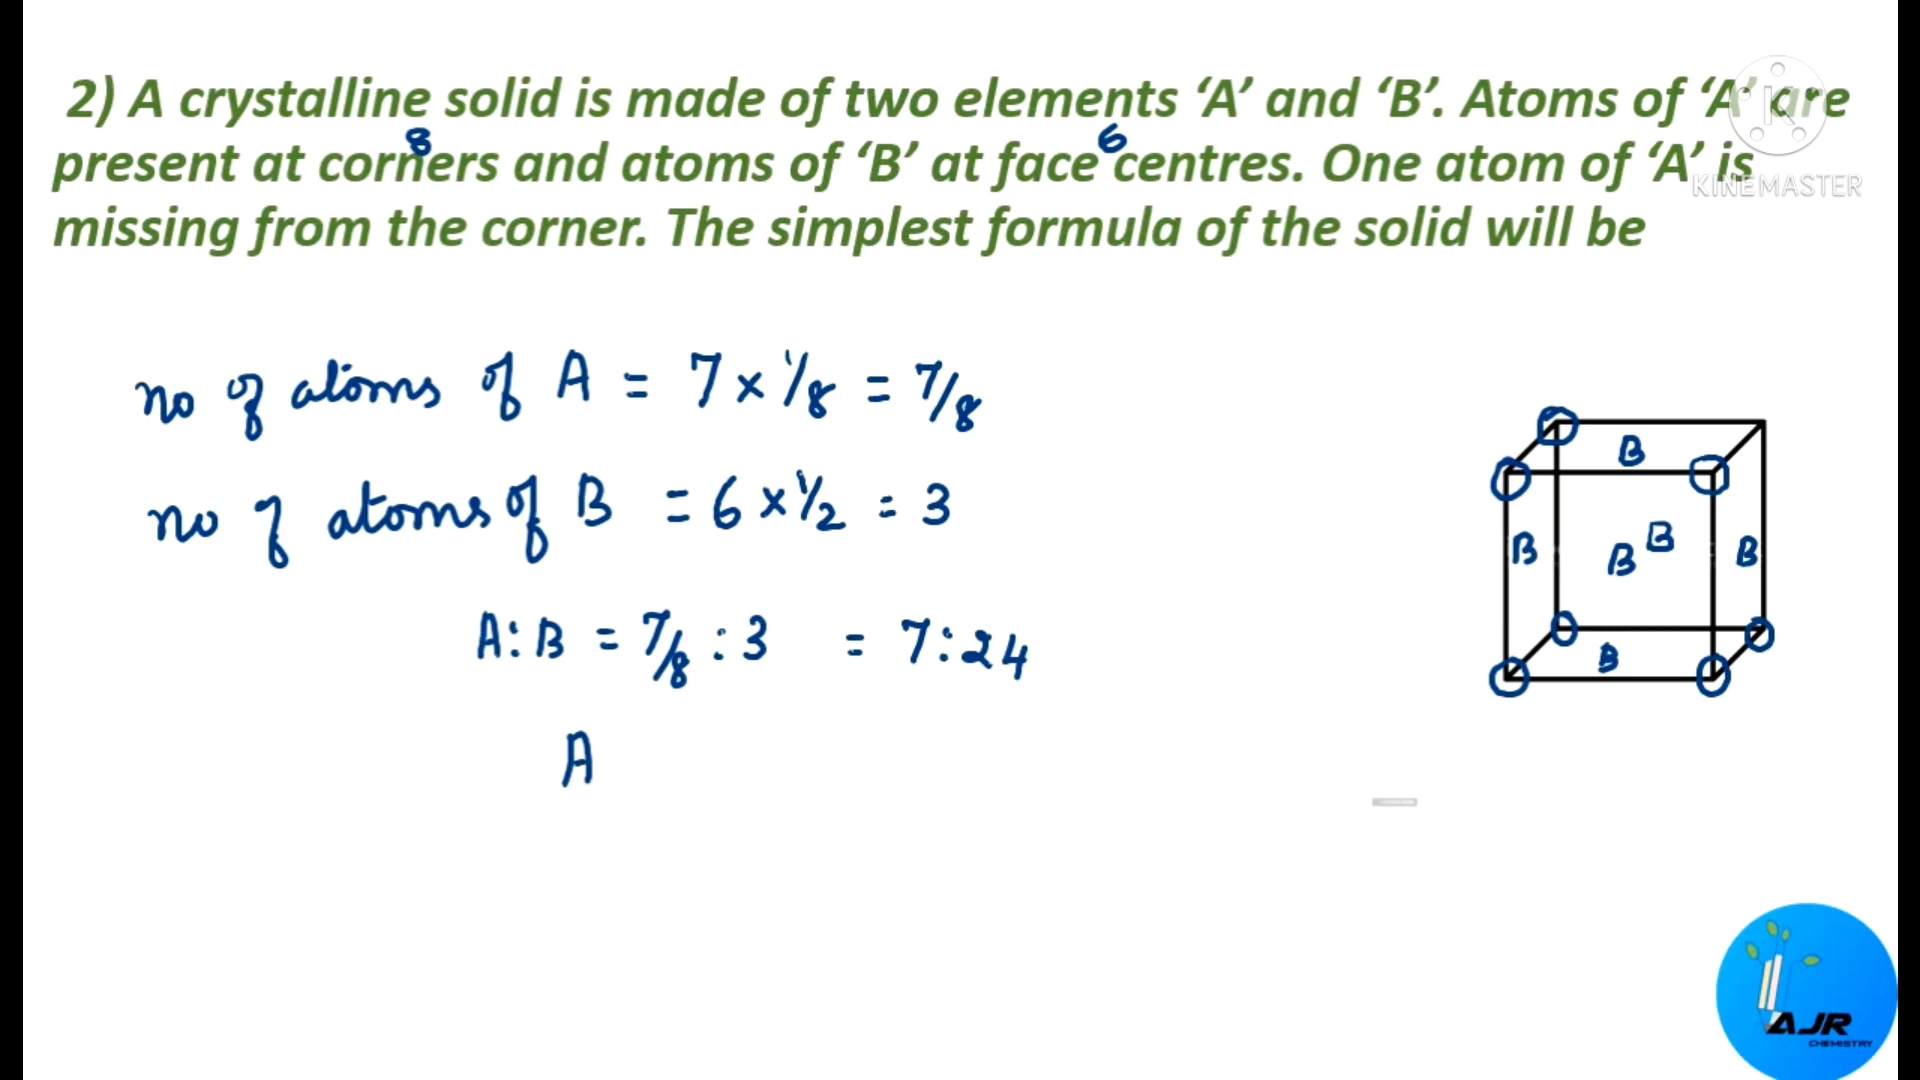 2) A crystalline solid is made of two elements ‘A’ and ‘B’. Atoms of ‘A’ are
8 6
present at corners and atoms of ‘B’ at face centres. One atom of ‘A’ is
KINEMASTER
missing from the corner. The simplest formula of the solid will be
no of atoms of A = 7 × 1/8 = 7/8
no of atoms of B = 6 × 1/2 = 3
A:B = 7/8 : 3 = 7:24
A
B
B B B B
B
AJR
CHEMISTRY